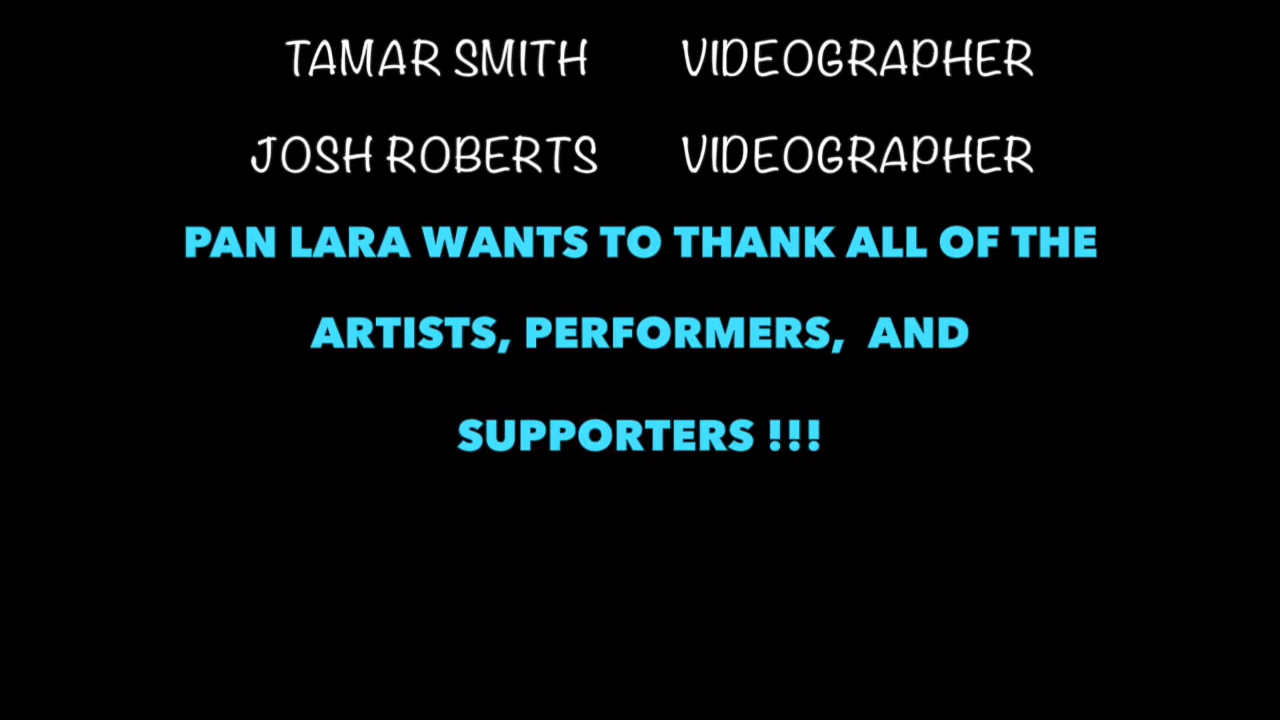 TAMAR SMITH VIDEOGRAPHER
JOSH ROBERTS VIDEOGRAPHER
PAN LARA WANTS TO THANK ALL OF THE
ARTISTS, PERFORMERS, AND
SUPPORTERS !!!